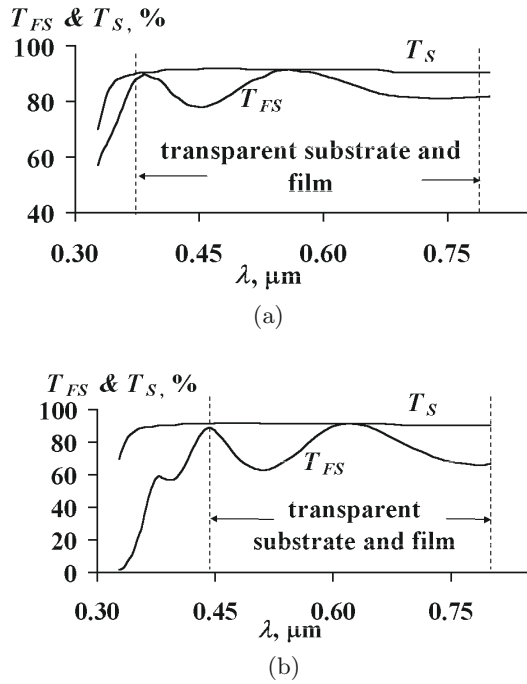 T_FS & T_S, %
100
80
60
40
T_S
T_FS
transparent substrate and
film
0.30 0.45 0.60 0.75
λ, μm
(a)
T_FS & T_S, %
100
80
60
40
20
0
T_S
T_FS
transparent
substrate and film
0.30 0.45 0.60 0.75
λ, μm
(b)